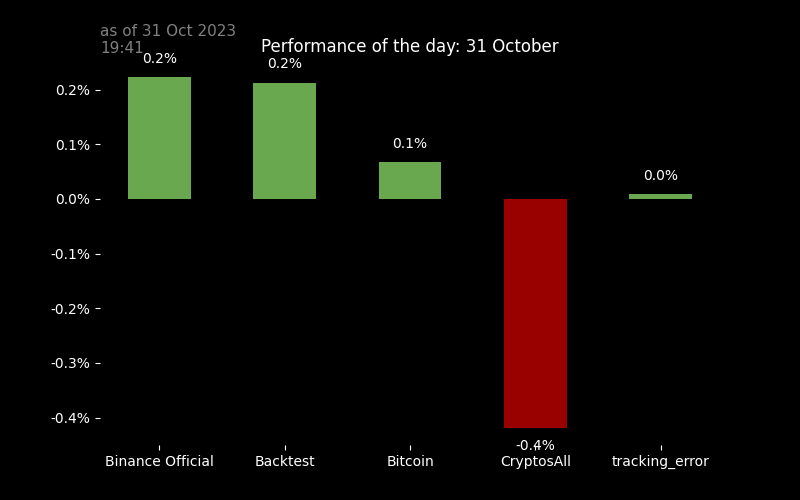 as of 31 Oct 2023
19:41
Performance of the day: 31 October
0.2%
0.2%
0.1%
-0.4%
0.0%
0.2%
0.1%
0.0%
-0.1%
-0.2%
-0.3%
-0.4%
Binance Official
Backtest
Bitcoin
CryptosAll
tracking_error